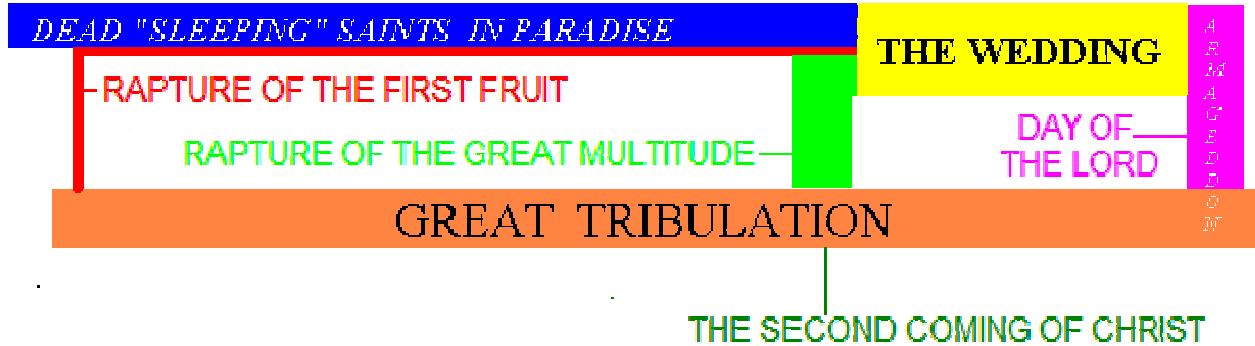 DEAD "SLEEPING" SAINTS IN PARADISE
THE WEDDING
RAPTURE OF THE FIRST FRUIT
RAPTURE OF THE GREAT MULTITUDE
DAY OF
THE LORD
ARMAGEDDON
GREAT TRIBULATION
THE SECOND COMING OF CHRIST